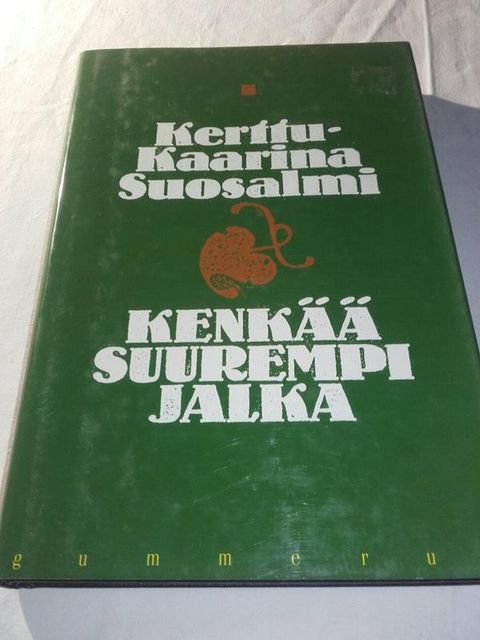 Kerttu-
Kaarina
Suosalmi
KENKÄÄ
SUUREMPI
JALKA
gummeru